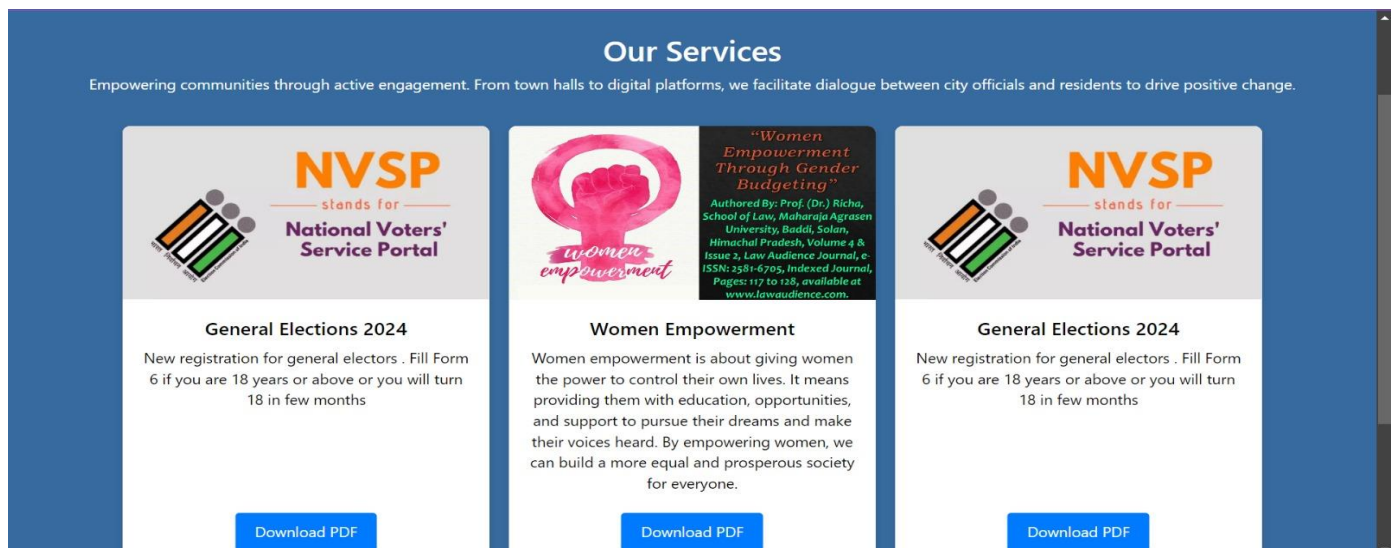 Our Services
Empowering communities through active engagement. From town halls to digital platforms, we facilitate dialogue between city officials and residents to drive positive change.
NVSP
stands for
National Voters'
Service Portal
General Elections 2024
New registration for general electors . Fill Form
6 if you are 18 years or above or you will turn
18 in few months
Download PDF
women
empowerment
“Women
Empowerment
Through Gender
Budgeting”
Authored By: Prof. (Dr.) Richa,
School of Law, Maharaja Agrasen
University, Baddi, Solan,
Himachal Pradesh, Volume 4 &
Issue 2, Law Audience Journal, e-
ISSN: 2581-6705, Indexed Journal,
Pages: 117 to 128, available at
www.lawaudience.com.
Women Empowerment
Women empowerment is about giving women
the power to control their own lives. It means
providing them with education, opportunities,
and support to pursue their dreams and make
their voices heard. By empowering women, we
can build a more equal and prosperous society
for everyone.
Download PDF
NVSP
stands for
National Voters'
Service Portal
General Elections 2024
New registration for general electors . Fill Form
6 if you are 18 years or above or you will turn
18 in few months
Download PDF